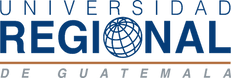 UNIVERSIDAD
REGIONAL
DE GUATEMALA